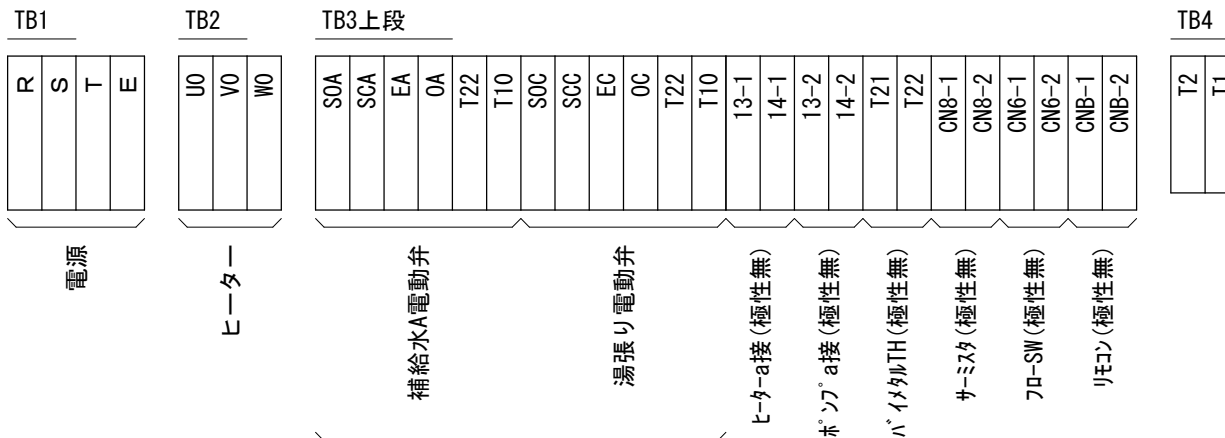 TB1
TB2
TB3上段
TB4
R
S
T
E
UO
VO
WO
SOA
SCA
EA
OA
T22
T10
SOC
SCC
EC
OC
T22
T10
13-1
14-1
13-2
14-2
T21
T22
CN8-1
CN8-2
CN6-1
CN6-2
CNB-1
CNB-2
T2
T1
電源
ヒーター
補給水A電動弁
湯張り電動弁
ﾋｰﾀｰa接(極性無)
ﾎﾟﾝﾌﾟa接(極性無)
ﾊﾞｲﾒﾀﾙTH(極性無)
ｻｰﾐｽﾀ(極性無)
ﾌﾛｰSW(極性無)
ﾘﾓｺﾝ(極性無)